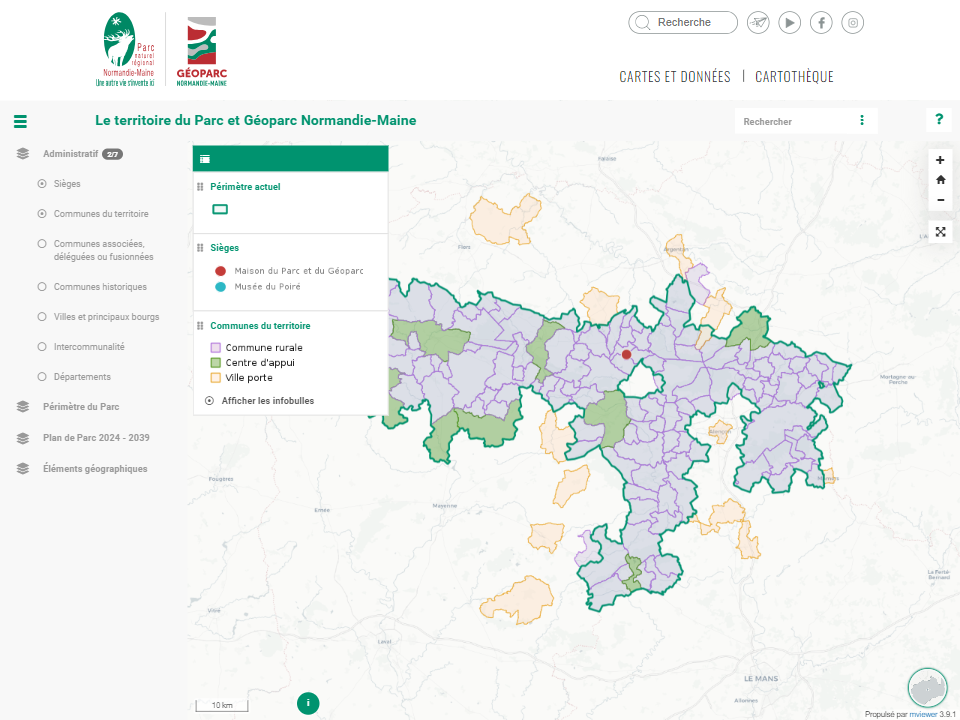 Parc
naturel
régional
Normandie-Maine
Une autre vie s'invente ici
GÉOPARC
NORMANDIE-MAINE
Recherche
CARTES ET DONNÉES | CARTOTHÈQUE
Le territoire du Parc et Géoparc Normandie-Maine
Rechercher
?
Administratif 2/7
Sièges
Communes du territoire
Communes associées,
déléguées ou fusionnées
Communes historiques
Villes et principaux bourgs
Intercommunalité
Départements
Périmètre du Parc
Plan de Parc 2024 - 2039
Éléments géographiques
Périmètre actuel
Sièges
Maison du Parc et du Géoparc
Musée du Poiré
Communes du territoire
Commune rurale
Centre d'appui
Ville porte
Afficher les infobulles
+
−
Falaise
Flers
Argentan
L'A
Mortagne-au-
Perche
Alençon
Mamers
Fougères
Ernée
Mayenne
La Ferté-
Bernard
Vitré
Laval
LE MANS
Allonnes
10 km
i
Propulsé par mviewer 3.9.1